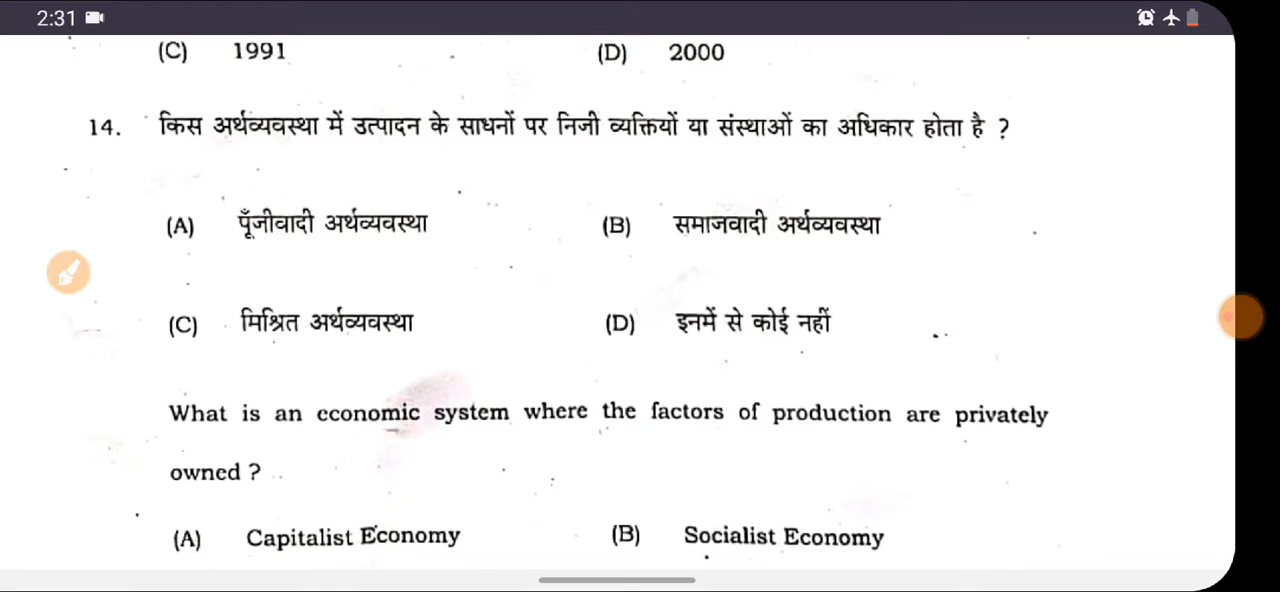 2:31
(C) 1991 (D) 2000
14. किस अर्थव्यवस्था में उत्पादन के साधनों पर निजी व्यक्तियों या संस्थाओं का अधिकार होता है ?
(A) पूँजीवादी अर्थव्यवस्था (B) समाजवादी अर्थव्यवस्था
(C) मिश्रित अर्थव्यवस्था (D) इनमें से कोई नहीं
What is an economic system where the factors of production are privately
owned ?
(A) Capitalist Economy (B) Socialist Economy